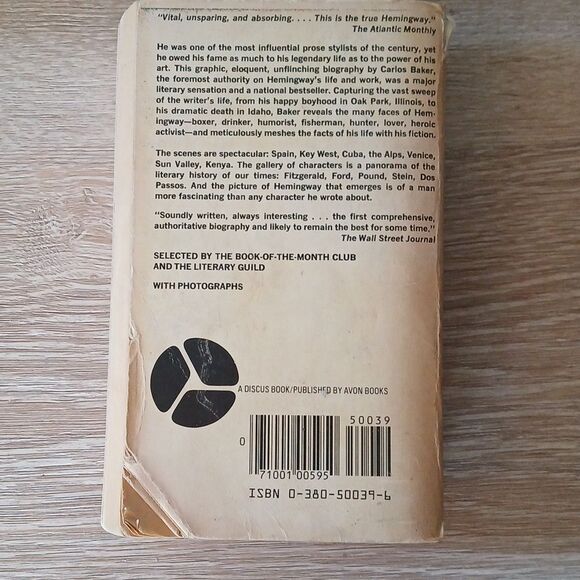 "Vital, unsparing, and absorbing. . . . This is the true Hemingway."
The Atlantic Monthly
He was one of the most influential prose stylists of the century, yet
he owed his fame as much to his legendary life as to the power of his
art. This graphic, eloquent, unflinching biography by Carlos Baker,
the foremost authority on Hemingway's life and work, was a major
literary sensation and a national bestseller. Capturing the vast sweep
of the writer's life, from his happy boyhood in Oak Park, Illinois, to
his dramatic death in Idaho, Baker reveals the many faces of Hem-
ingway—boxer, drinker, humorist, fisherman, hunter, lover, heroic
activist—and meticulously meshes the facts of his life with his fiction.
The scenes are spectacular: Spain, Key West, Cuba, the Alps, Venice,
Sun Valley, Kenya. The gallery of characters is a panorama of the
literary history of our times: Fitzgerald, Ford, Pound, Stein, Dos
Passos. And the picture of Hemingway that emerges is of a man
more fascinating than any character he wrote about.
"Soundly written, always interesting . . . the first comprehensive,
authoritative biography and likely to remain the best for some time."
The Wall Street Journal
SELECTED BY THE BOOK-OF-THE-MONTH CLUB
AND THE LITERARY GUILD
WITH PHOTOGRAPHS
A DISCUS BOOK/PUBLISHED BY AVON BOOKS
50039
0
71001 00595
ISBN 0-380-50039-6